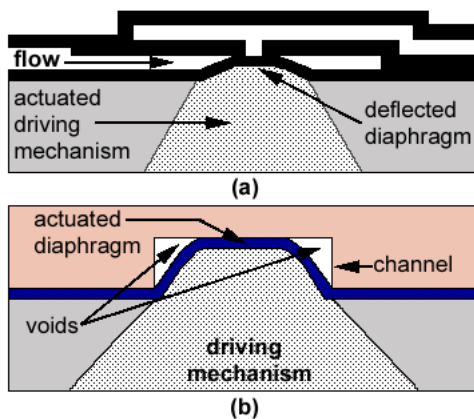 flow
actuated
driving
mechanism
deflected
diaphragm
(a)
actuated
diaphragm
channel
voids
driving
mechanism
(b)